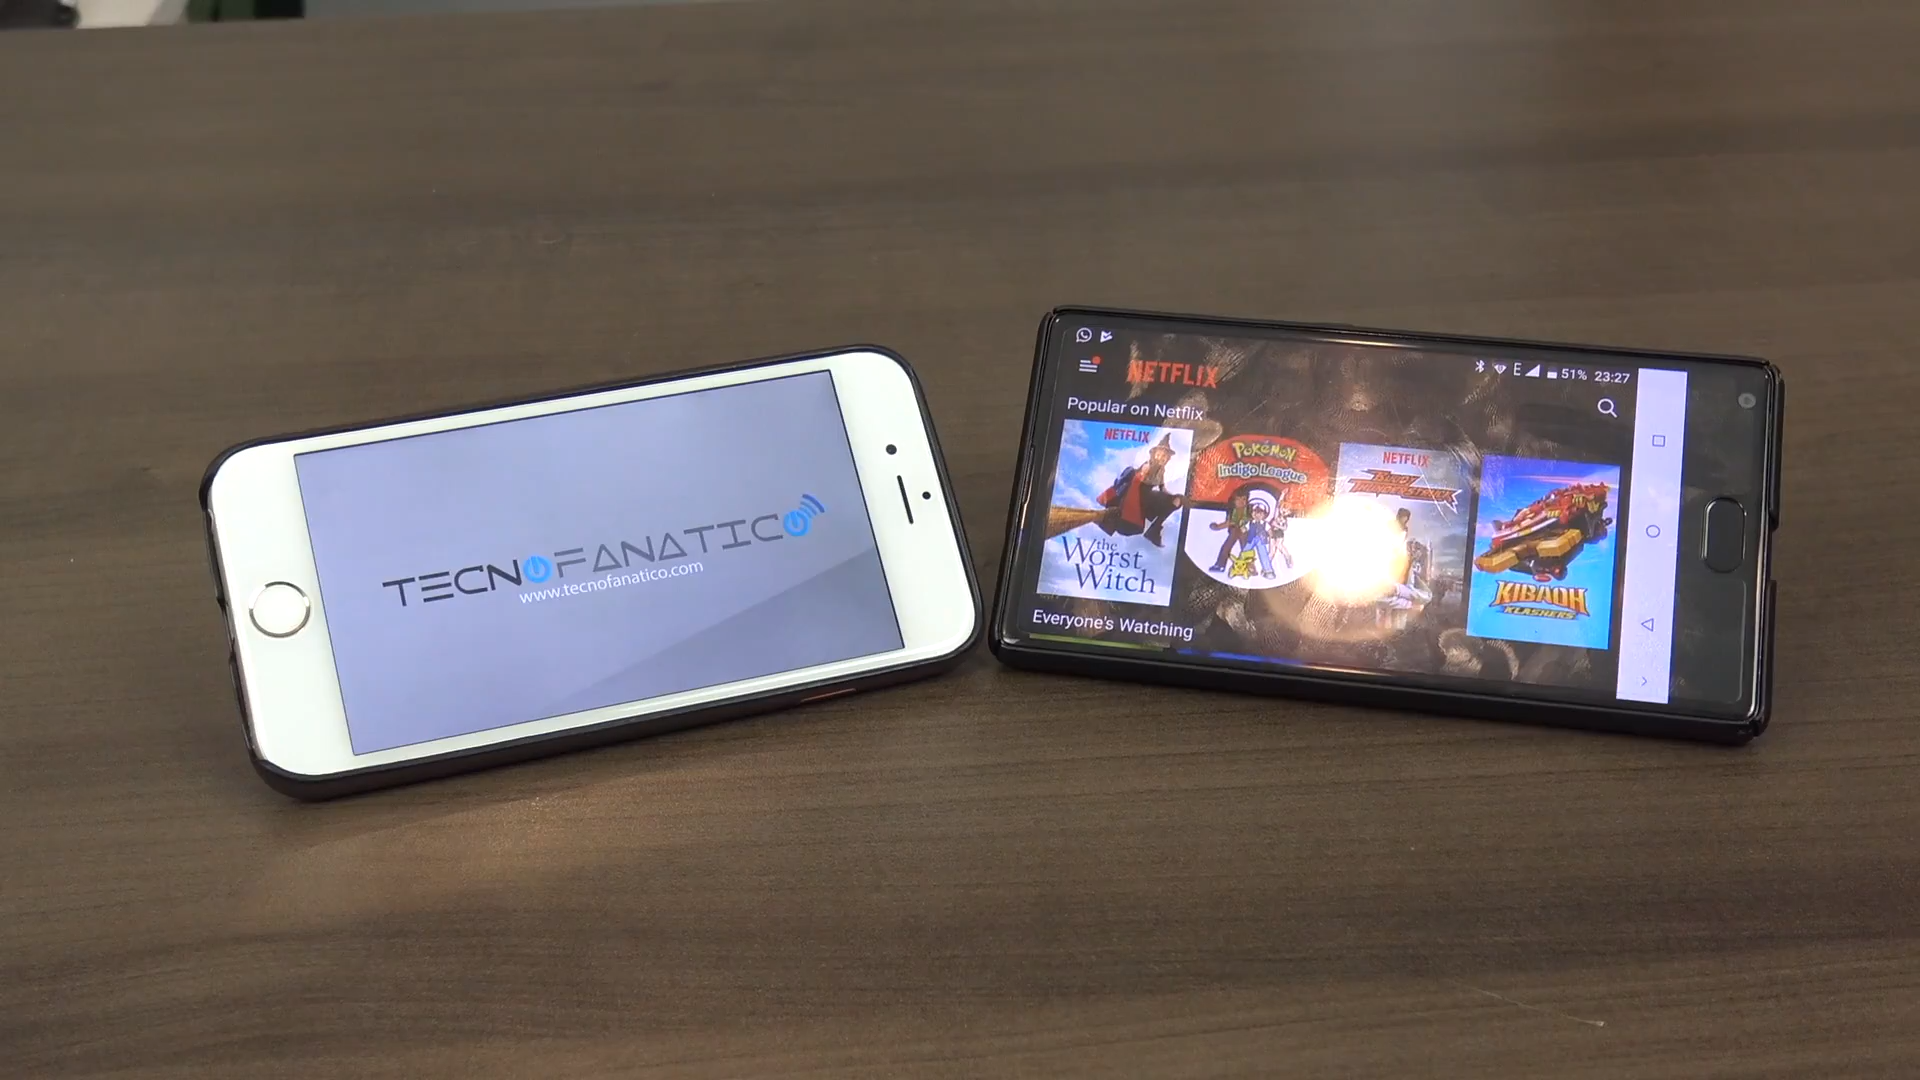 TECNOFANATICO
www.tecnofanatico.com
E 51% 23:27
NETFLIX
Popular on Netflix
NETFLIX
the
Worst
Witch
POKéMON
Indigo League
NETFLIX
KIBAOH
KLASHERS
Everyone's Watching